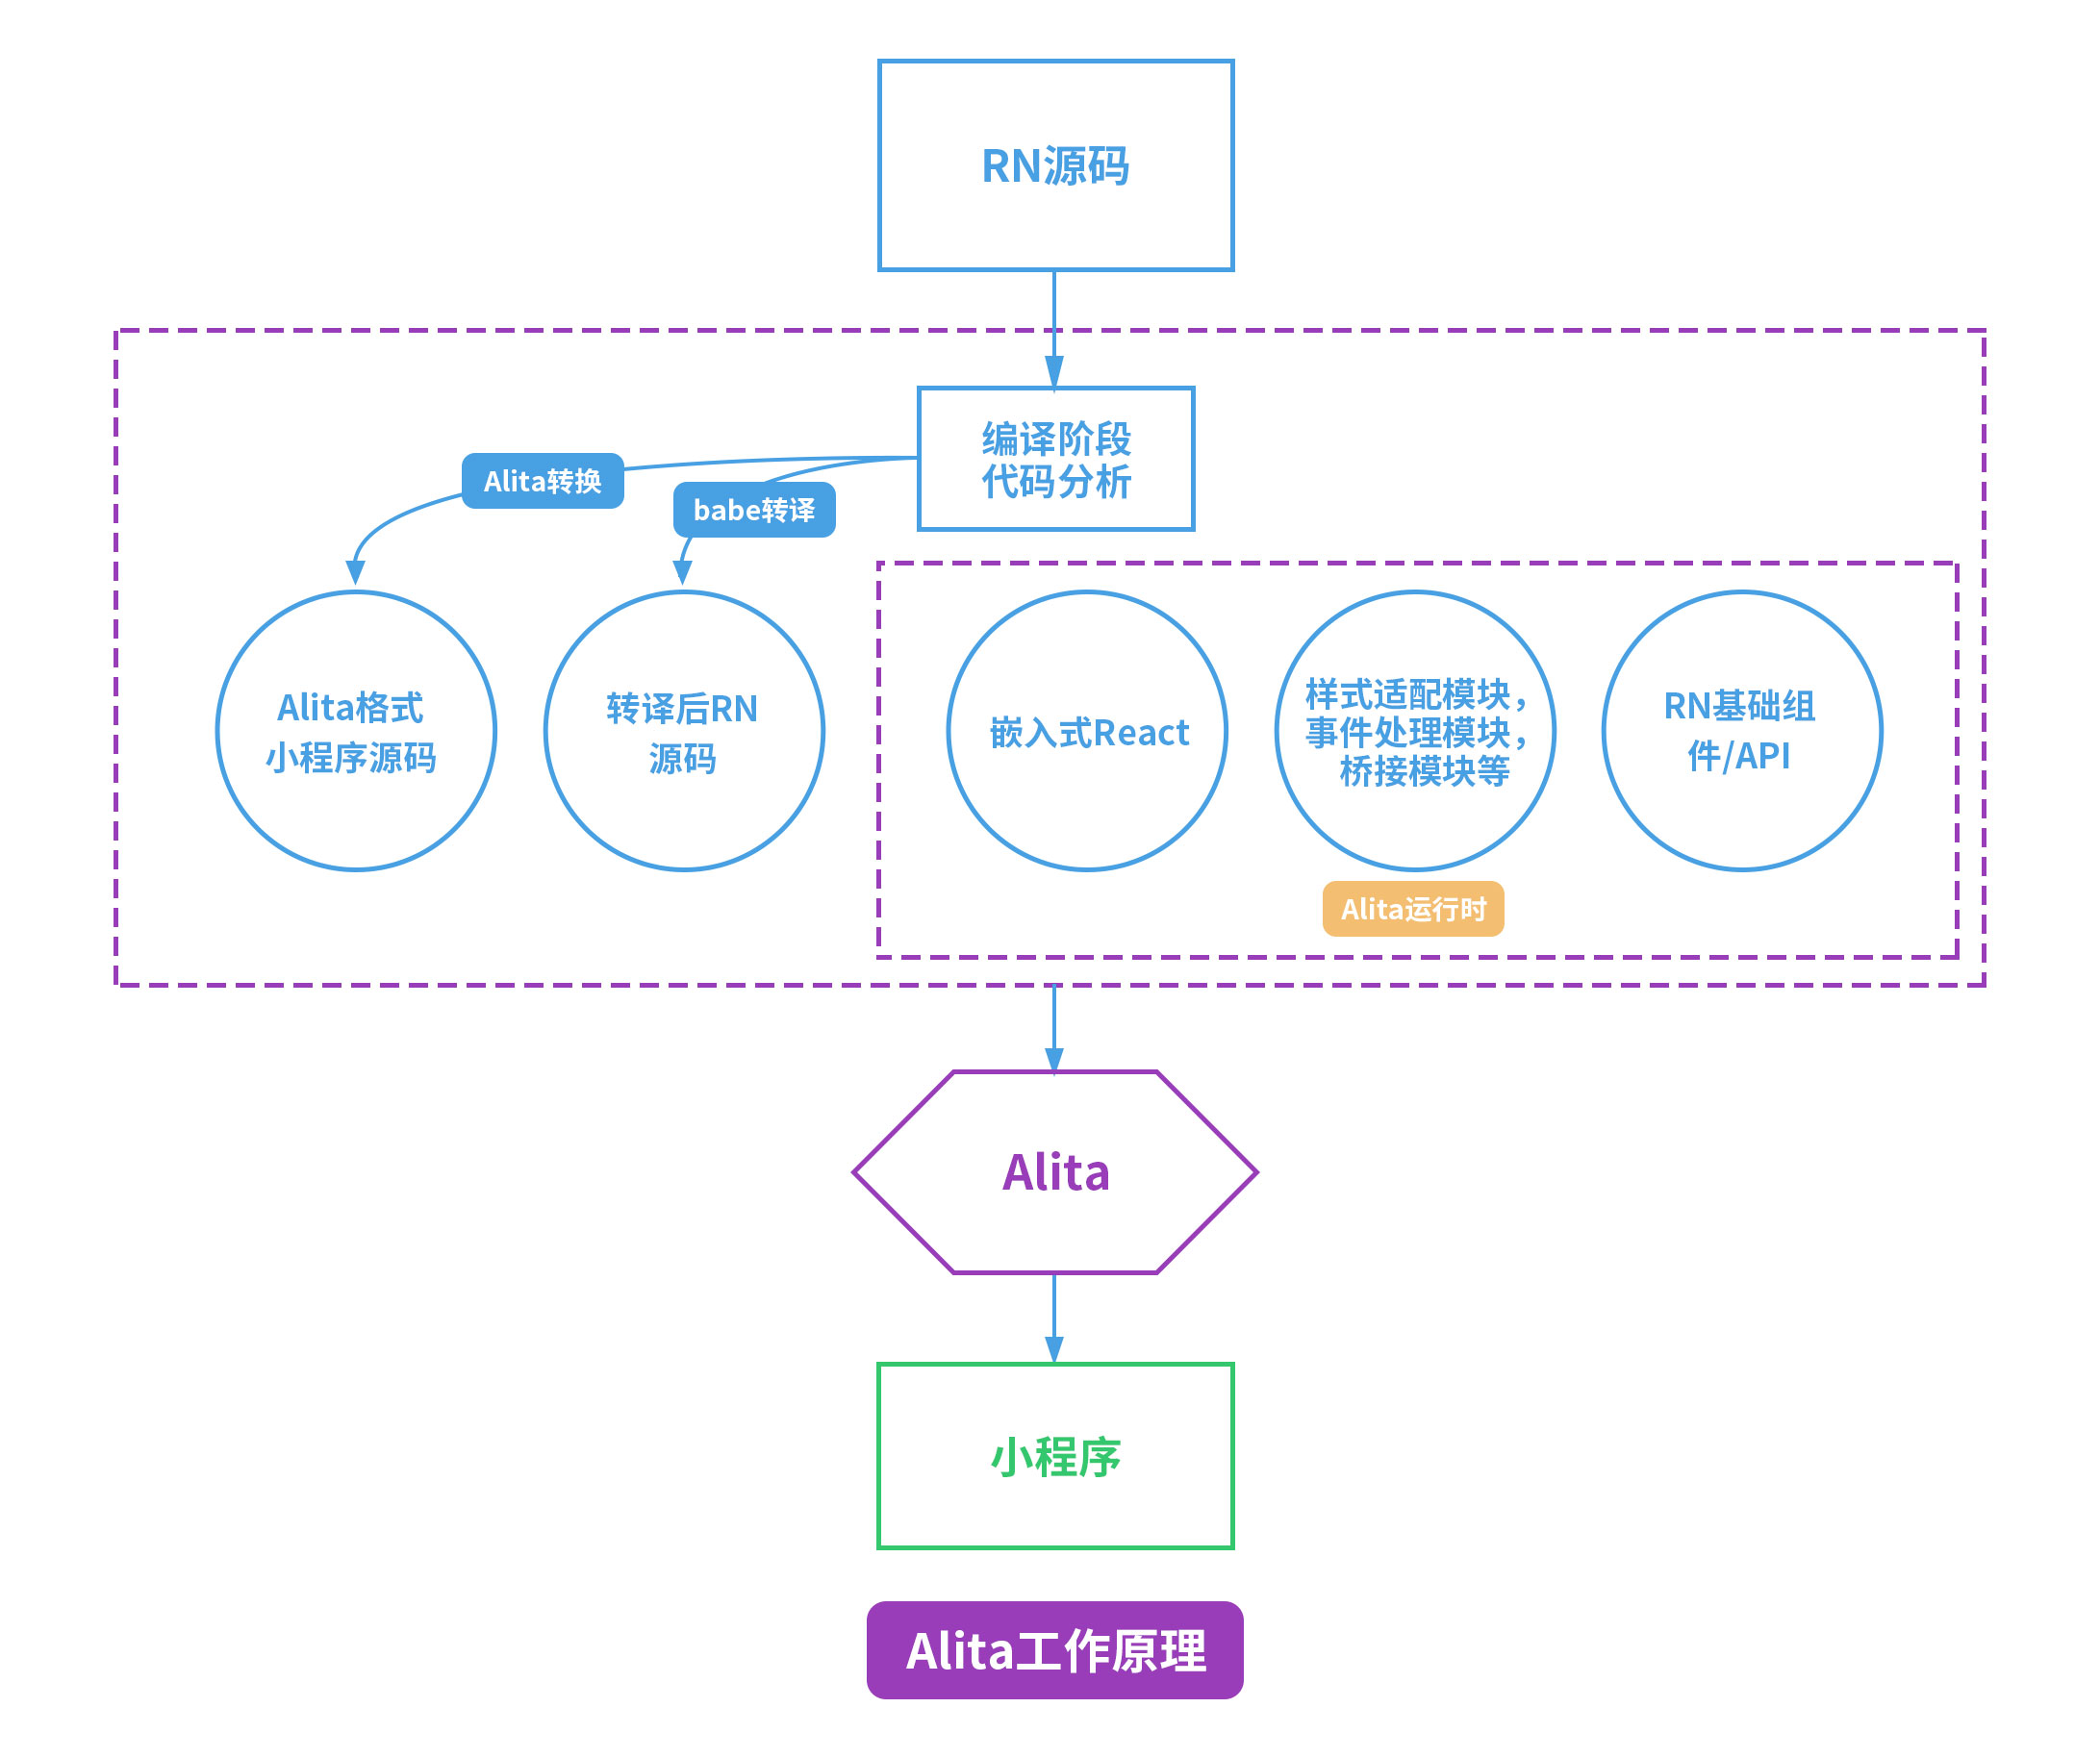 RN源码
编译阶段
代码分析
Alita转换
babe转译
Alita格式
小程序源码
转译后RN
源码
嵌入式React
样式适配模块，
事件处理模块，
桥接模块等
RN基础组
件/API
Alita运行时
Alita
小程序
Alita工作原理